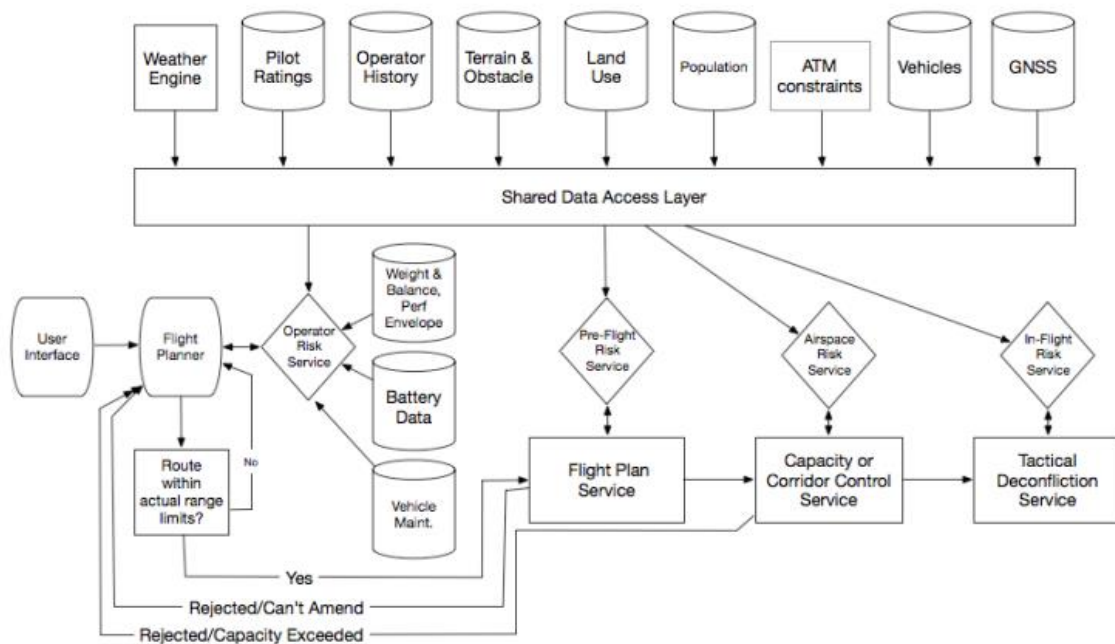 Weather
Engine
Pilot
Ratings
Operator
History
Terrain &
Obstacle
Land
Use
Population
ATM
constraints
Vehicles
GNSS
Shared Data Access Layer
User
Interface
Flight
Planner
Operator
Risk
Service
Weight &
Balance,
Perf
Envelope
Battery
Data
Vehicle
Maint.
Pre-Flight
Risk
Service
Airspace
Risk
Service
In-Flight
Risk
Service
Route
within
actual range
limits?
No
Flight Plan
Service
Capacity or
Corridor Control
Service
Tactical
Deconfliction
Service
Yes
Rejected/Can't Amend
Rejected/Capacity Exceeded